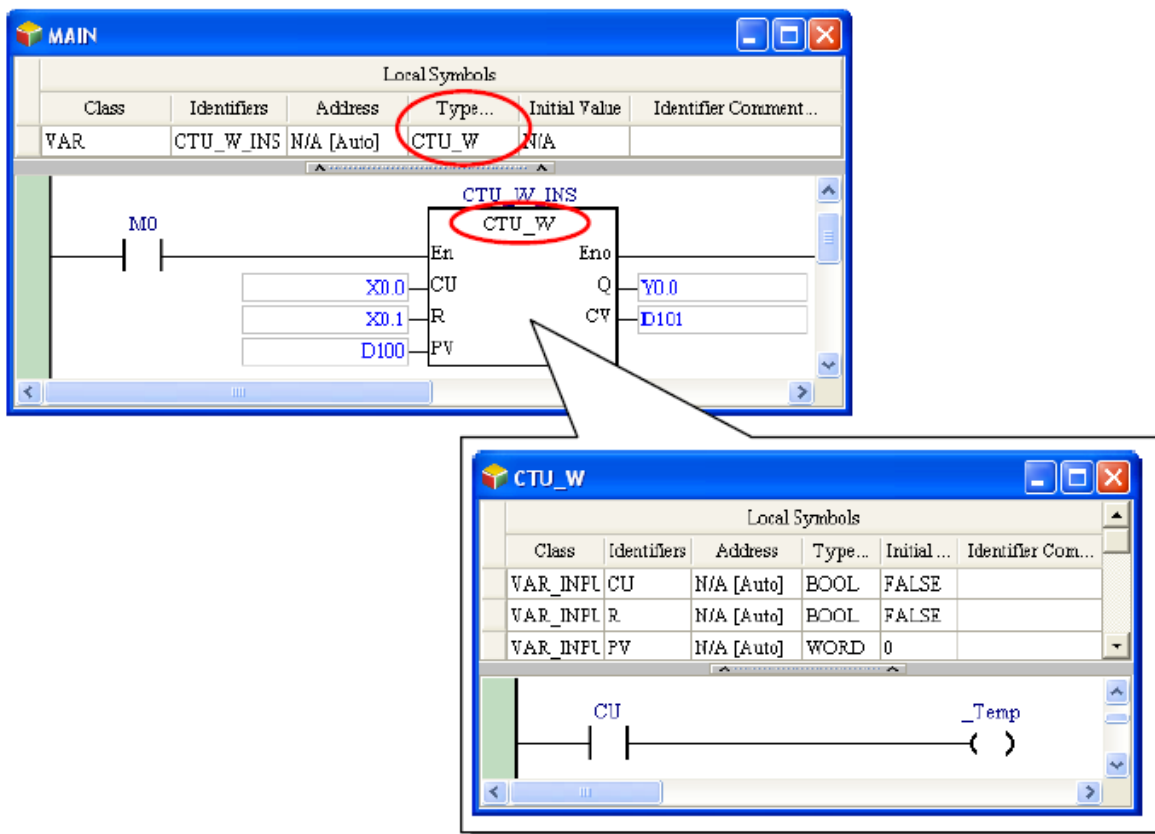 MAIN
Local Symbols
Class Identifiers Address Type... Initial Value Identifier Comment...
VAR CTU_W_INS N/A [Auto] CTU_W N/A
CTU_W_INS
M0 CTU_W
En Eno
X0.0 CU Q Y0.0
X0.1 R CV D101
D100 PV
CTU_W
Local Symbols
Class Identifiers Address Type... Initial ... Identifier Com...
VAR_INPU CU N/A [Auto] BOOL FALSE
VAR_INPU R N/A [Auto] BOOL FALSE
VAR_INPU PV N/A [Auto] WORD 0
CU _Temp